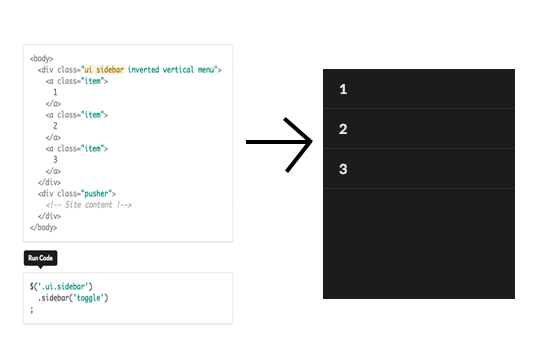 <body>
<div class="ui sidebar inverted vertical menu">
<a class="item">
1
</a>
<a class="item">
2
</a>
<a class="item">
3
</a>
</div>
<div class="pusher">
<!-- Site content !-->
</div>
</body>
Run Code
$('.ui.sidebar')
.sidebar('toggle')
;
1
2
3